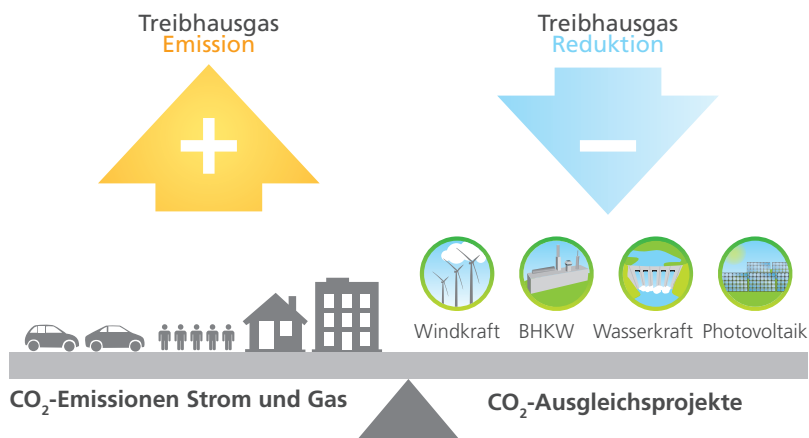 Treibhausgas
Emission
Treibhausgas
Reduktion
+
−
Windkraft BHKW Wasserkraft Photovoltaik
CO₂-Emissionen Strom und Gas
CO₂-Ausgleichsprojekte